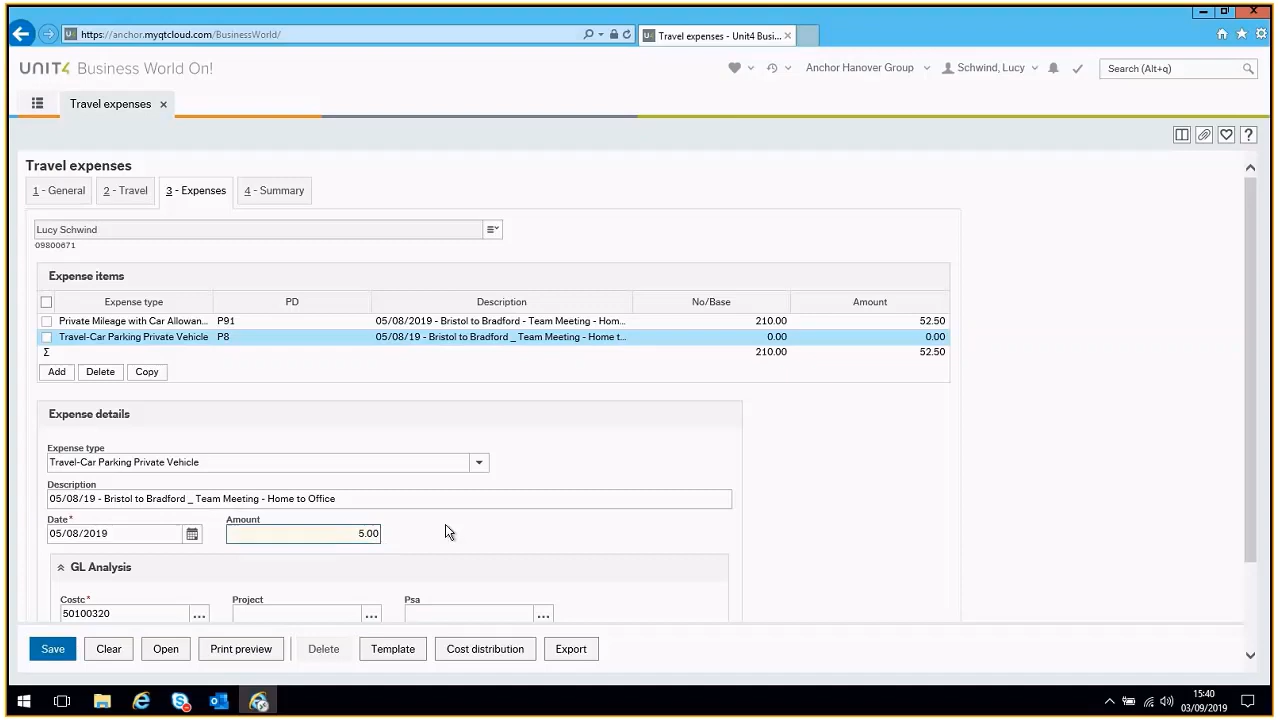 https://anchor.myqtcloud.com/BusinessWorld/
Travel expenses - Unit4 Busi...
UNIT4 Business World On!
Anchor Hanover Group
Schwind, Lucy
Search (Alt+q)
Travel expenses
Travel expenses
1 - General
2 - Travel
3 - Expenses
4 - Summary
Lucy Schwind
09800671
Expense items
Expense type PD Description No/Base Amount
Private Mileage with Car Allowan... P91 05/08/2019 - Bristol to Bradford - Team Meeting - Hom... 210.00 52.50
Travel-Car Parking Private Vehicle P8 05/08/19 - Bristol to Bradford _ Team Meeting - Home t... 0.00 0.00
Σ 210.00 52.50
Add Delete Copy
Expense details
Expense type
Travel-Car Parking Private Vehicle
Description
05/08/19 - Bristol to Bradford _ Team Meeting - Home to Office
Date* Amount
05/08/2019 5.00
GL Analysis
Costc* Project Psa
50100320
Save Clear Open Print preview Delete Template Cost distribution Export
15:40
03/09/2019